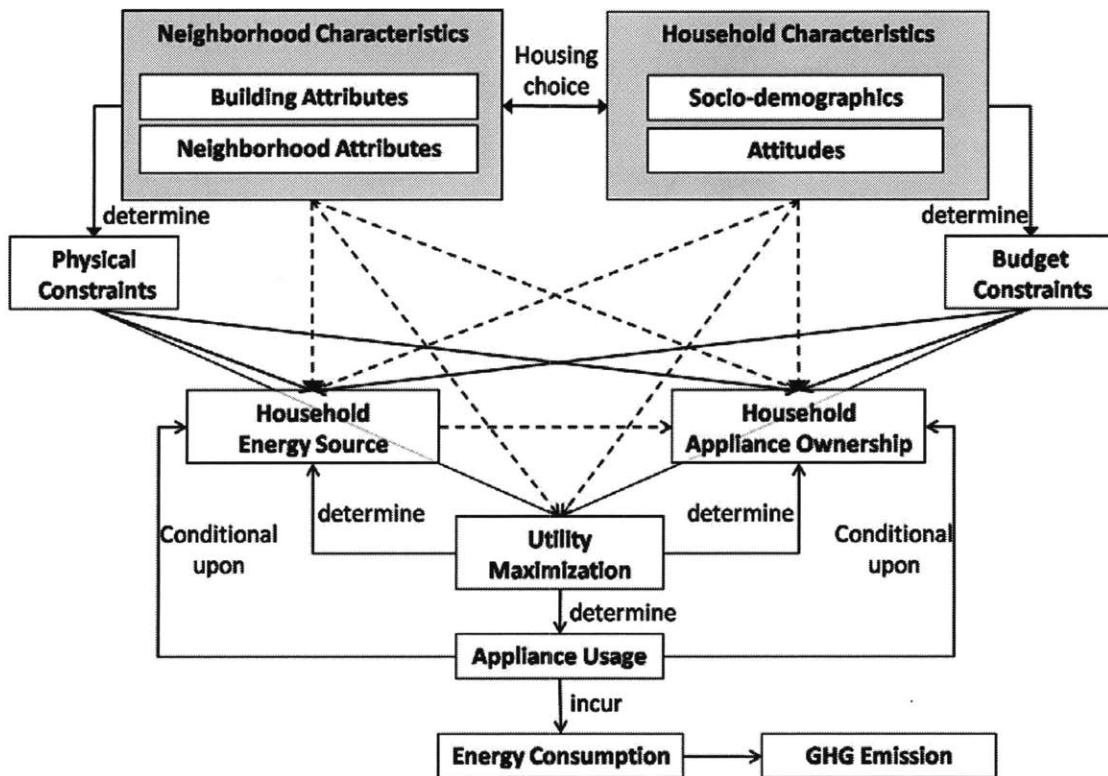 Neighborhood Characteristics
Household Characteristics
Housing
choice
Building Attributes
Socio-demographics
Neighborhood Attributes
Attitudes
determine
determine
Physical
Constraints
Budget
Constraints
Household
Energy Source
Household
Appliance Ownership
determine
determine
Conditional
upon
Conditional
upon
Utility
Maximization
determine
Appliance Usage
incur
Energy Consumption
GHG Emission